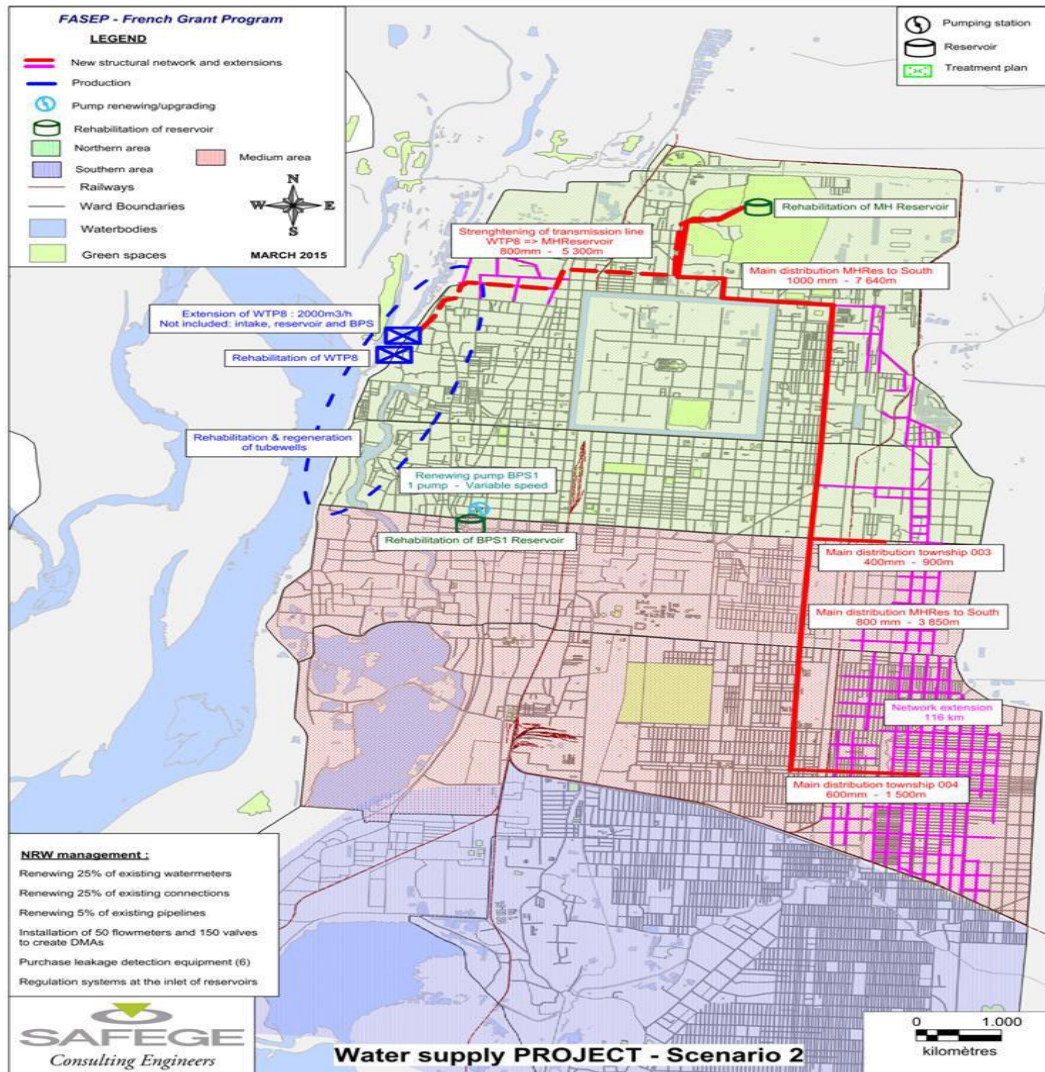 FASEP - French Grant Program
LEGEND
New structural network and extensions
Production
Pump renewing/upgrading
Rehabilitation of reservoir
Northern area
Medium area
Southern area
Railways
Ward Boundaries
Waterbodies
Green spaces
N
W
E
S
MARCH 2015
Pumping station
Reservoir
Treatment plan
Rehabilitation of MH Reservoir
Strenghtening of transmission line
WTP8 => MHReservoir
800mm - 5 300m
Main distribution MHRes to South
1000 mm - 7 640m
Extension of WTP8 : 2000m3/h
Not included: intake, reservoir and BPS
Rehabilitation of WTP8
Rehabilitation & regeneration
of tubewells
Renewing pump BPS1
1 pump - Variable speed
Rehabilitation of BPS1 Reservoir
Main distribution township 003
400mm - 900m
Main distribution MHRes to South
800 mm - 3 850m
Network extension
116 km
Main distribution township 004
600mm - 1 500m
NRW management :
Renewing 25% of existing watermeters
Renewing 25% of existing connections
Renewing 5% of existing pipelines
Installation of 50 flowmeters and 150 valves
to create DMAs
Purchase leakage detection equipment (6)
Regulation systems at the inlet of reservoirs
SAFEGE
Consulting Engineers
Water supply PROJECT - Scenario 2
0 1.000
kilomètres